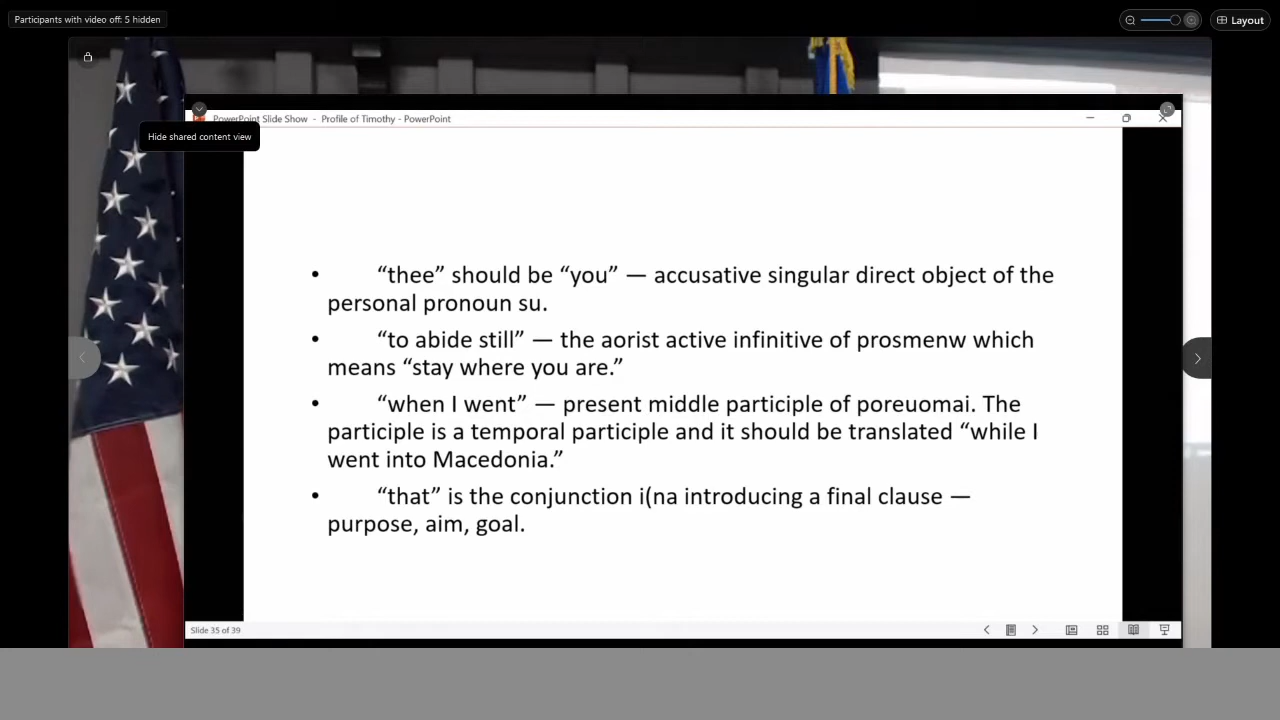 Participants with video off: 5 hidden
Layout
PowerPoint Slide Show - Profile of Timothy - PowerPoint
Hide shared content view
• “thee” should be “you” — accusative singular direct object of the
personal pronoun su.
• “to abide still” — the aorist active infinitive of prosmenw which
means “stay where you are.”
• “when I went” — present middle participle of poreuomai. The
participle is a temporal participle and it should be translated “while I
went into Macedonia.”
• “that” is the conjunction i(na introducing a final clause —
purpose, aim, goal.
Slide 35 of 39